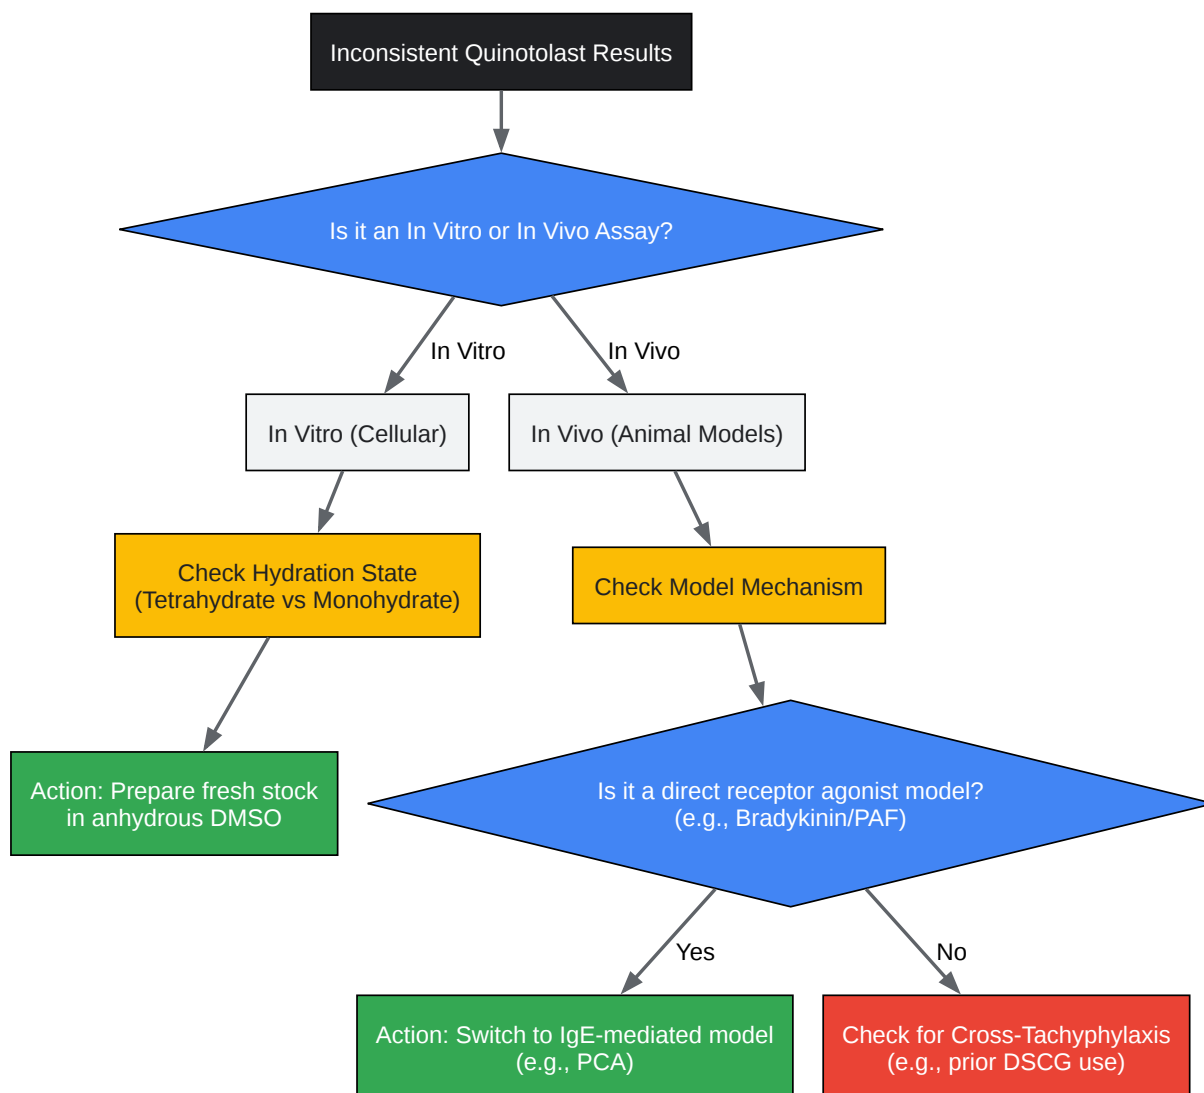 Inconsistent Quinotolast Results
Is it an In Vitro or In Vivo Assay?
In Vitro
In Vivo
In Vitro (Cellular)
In Vivo (Animal Models)
Check Hydration State
(Tetrahydrate vs Monohydrate)
Check Model Mechanism
Action: Prepare fresh stock
in anhydrous DMSO
Is it a direct receptor agonist model?
(e.g., Bradykinin/PAF)
Yes
No
Action: Switch to IgE-mediated model
(e.g., PCA)
Check for Cross-Tachyphylaxis
(e.g., prior DSCG use)